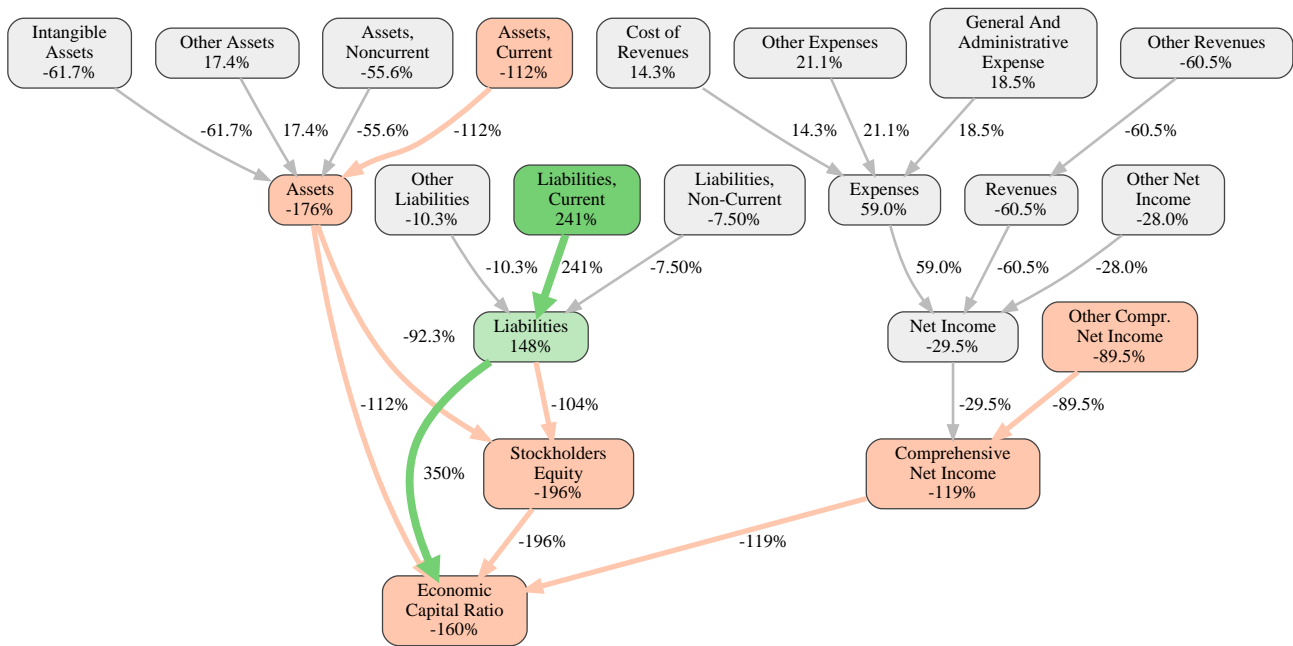 Intangible
Assets
-61.7%
Other Assets
17.4%
Assets,
Noncurrent
-55.6%
Assets,
Current
-112%
Cost of
Revenues
14.3%
Other Expenses
21.1%
General And
Administrative
Expense
18.5%
Other Revenues
-60.5%
-61.7%
17.4%
-55.6%
-112%
14.3%
21.1%
18.5%
-60.5%
Assets
-176%
Other
Liabilities
-10.3%
Liabilities,
Current
241%
Liabilities,
Non-Current
-7.50%
Expenses
59.0%
Revenues
-60.5%
Other Net
Income
-28.0%
-10.3%
241%
-7.50%
59.0%
-60.5%
-28.0%
-92.3%
Liabilities
148%
Net Income
-29.5%
Other Compr.
Net Income
-89.5%
-112%
-104%
-29.5%
-89.5%
350%
Stockholders
Equity
-196%
Comprehensive
Net Income
-119%
-196%
-119%
Economic
Capital Ratio
-160%